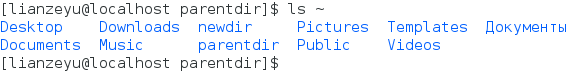 [lianzeyu@localhost parentdir]$ ls ~
Desktop    Downloads  newdir     Pictures  Templates  Документы
Documents  Music      parentdir  Public    Videos
[lianzeyu@localhost parentdir]$